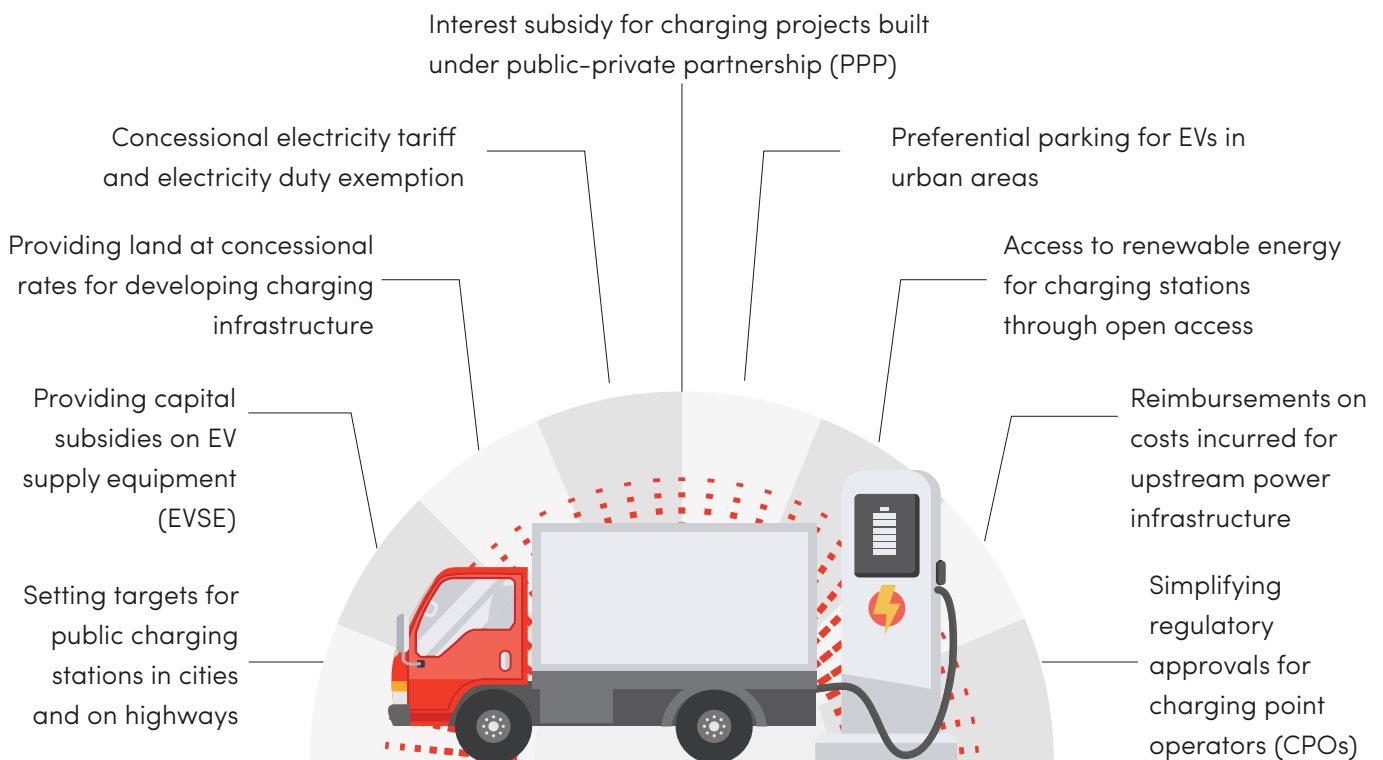 Interest subsidy for charging projects built
under public-private partnership (PPP)
Concessional electricity tariff
and electricity duty exemption
Preferential parking for EVs in
urban areas
Providing land at concessional
rates for developing charging
infrastructure
Access to renewable energy
for charging stations
through open access
Providing capital
subsidies on EV
supply equipment
(EVSE)
Reimbursements on
costs incurred for
upstream power
infrastructure
Setting targets for
public charging
stations in cities
and on highways
Simplifying
regulatory
approvals for
charging point
operators (CPOs)